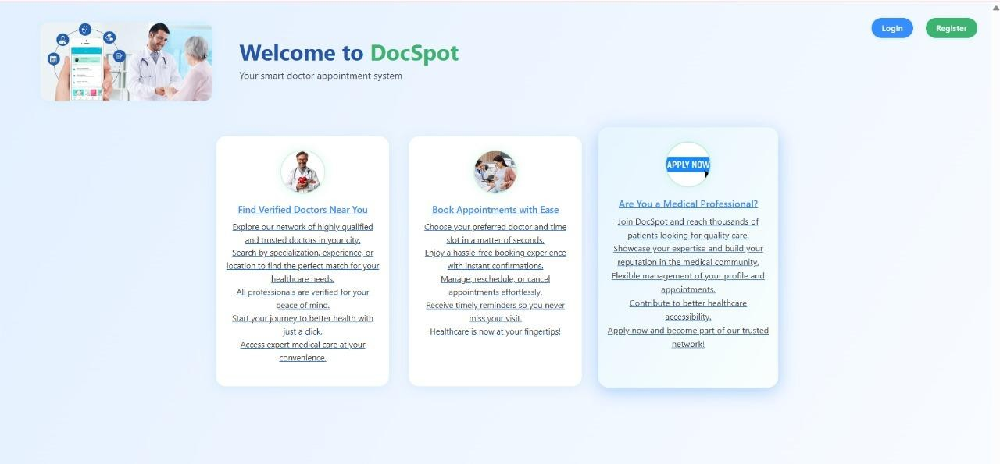 Login
Register
Welcome to DocSpot
Your smart doctor appointment system
Find Verified Doctors Near You
Explore our network of highly qualified
and trusted doctors in your city.
Search by specialization, experience, or
location to find the perfect match for your
healthcare needs.
All professionals are verified for your
peace of mind.
Start your journey to better health with
just a click.
Access expert medical care at your
convenience.
Book Appointments with Ease
Choose your preferred doctor and time
slot in a matter of seconds.
Enjoy a hassle-free booking experience
with instant confirmations.
Manage, reschedule, or cancel
appointments effortlessly.
Receive timely reminders so you never
miss your visit.
Healthcare is now at your fingertips!
APPLY NOW
Are You a Medical Professional?
Join DocSpot and reach thousands of
patients looking for quality care.
Showcase your expertise and build your
reputation in the medical community.
Flexible management of your profile and
appointments.
Contribute to better healthcare
accessibility.
Apply now and become part of our trusted
network!